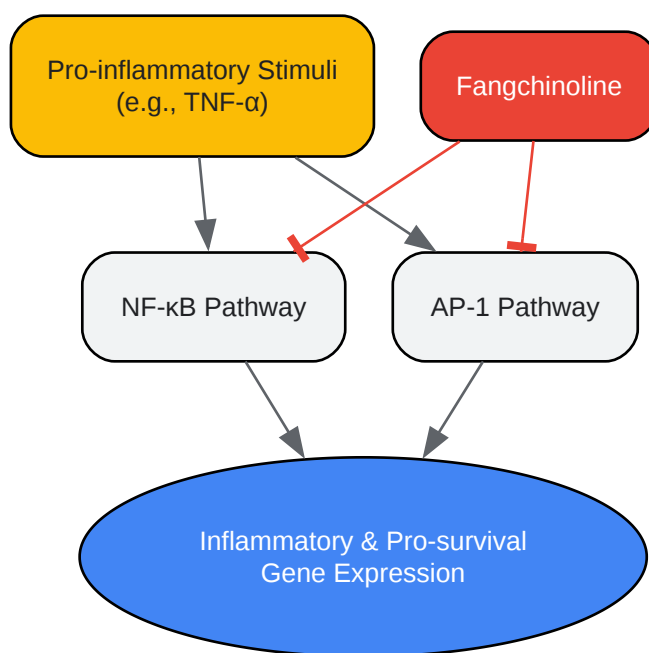 Pro-inflammatory Stimuli
(e.g., TNF-α)
Fangchinoline
NF-κB Pathway
AP-1 Pathway
Inflammatory & Pro-survival
Gene Expression